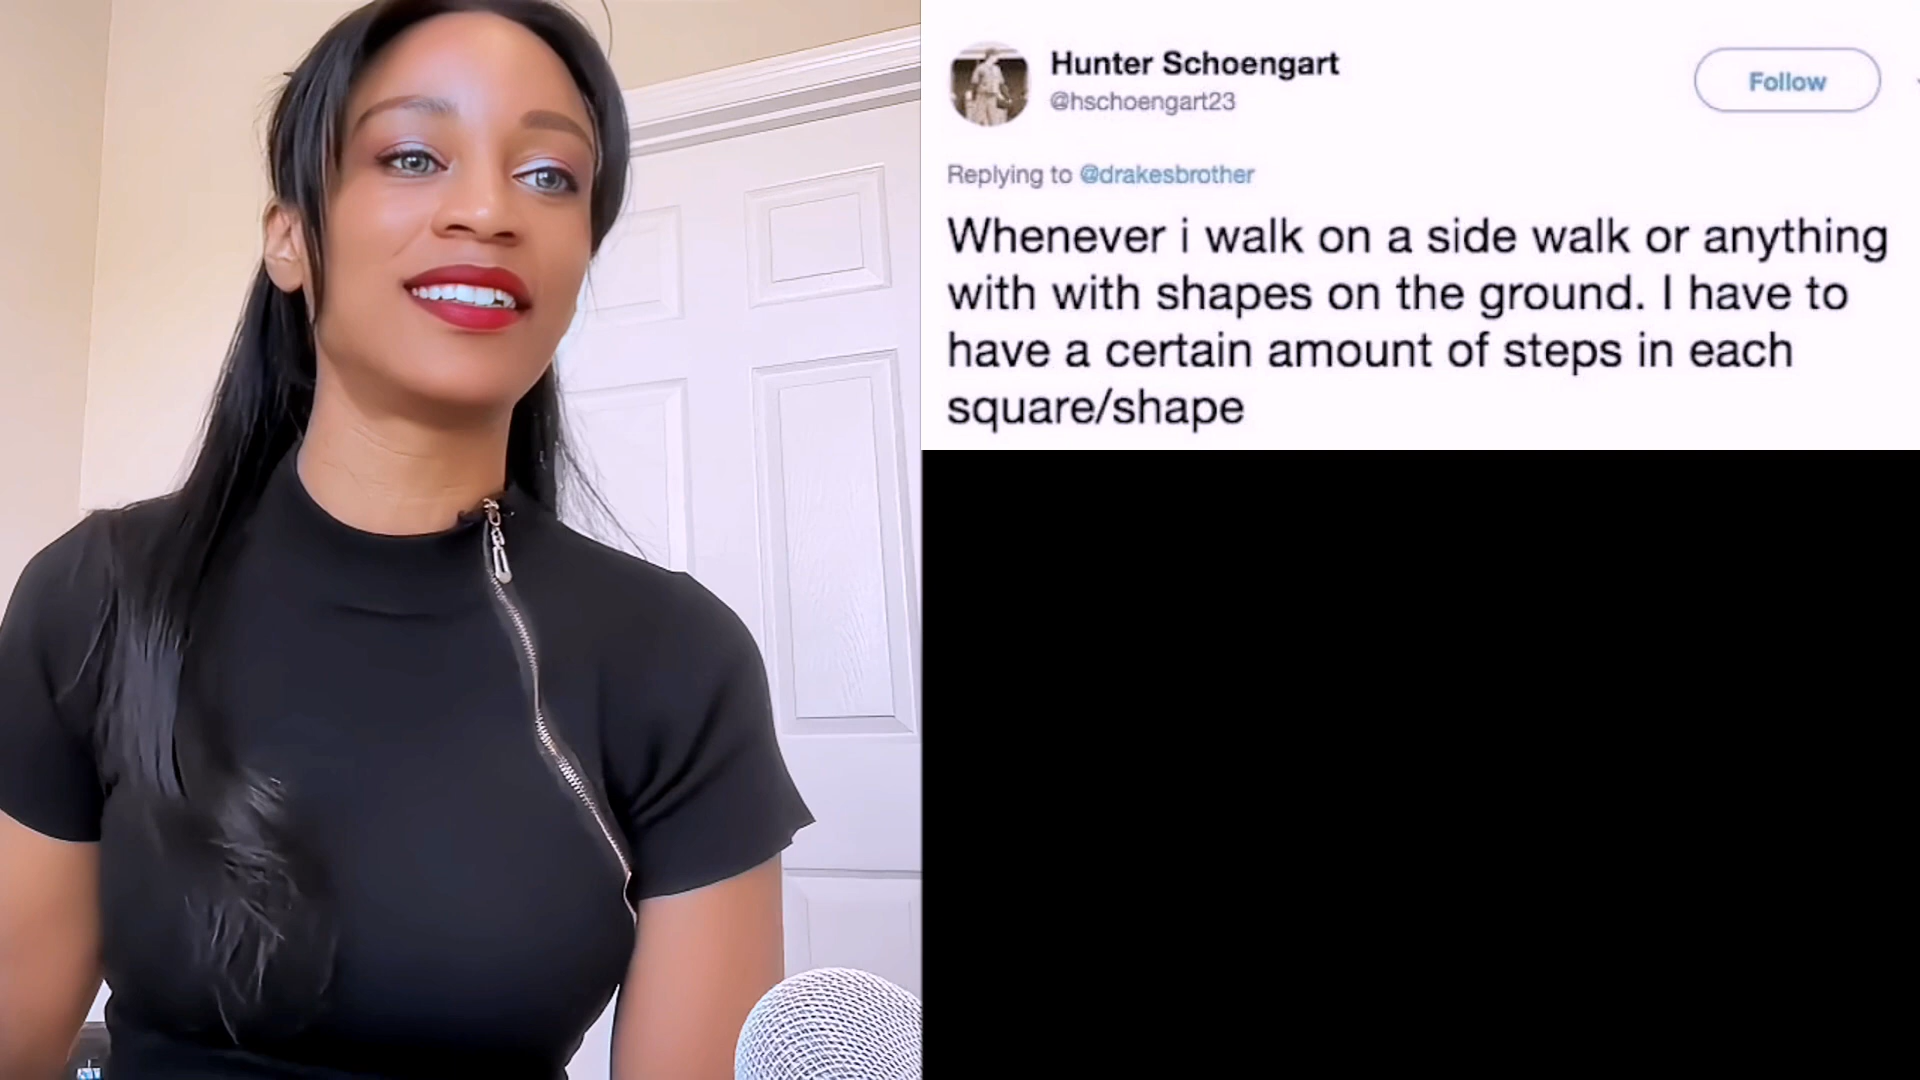 Hunter Schoengart
@hschoengart23
Follow
Replying to @drakesbrother
Whenever i walk on a side walk or anything
with with shapes on the ground. I have to
have a certain amount of steps in each
square/shape